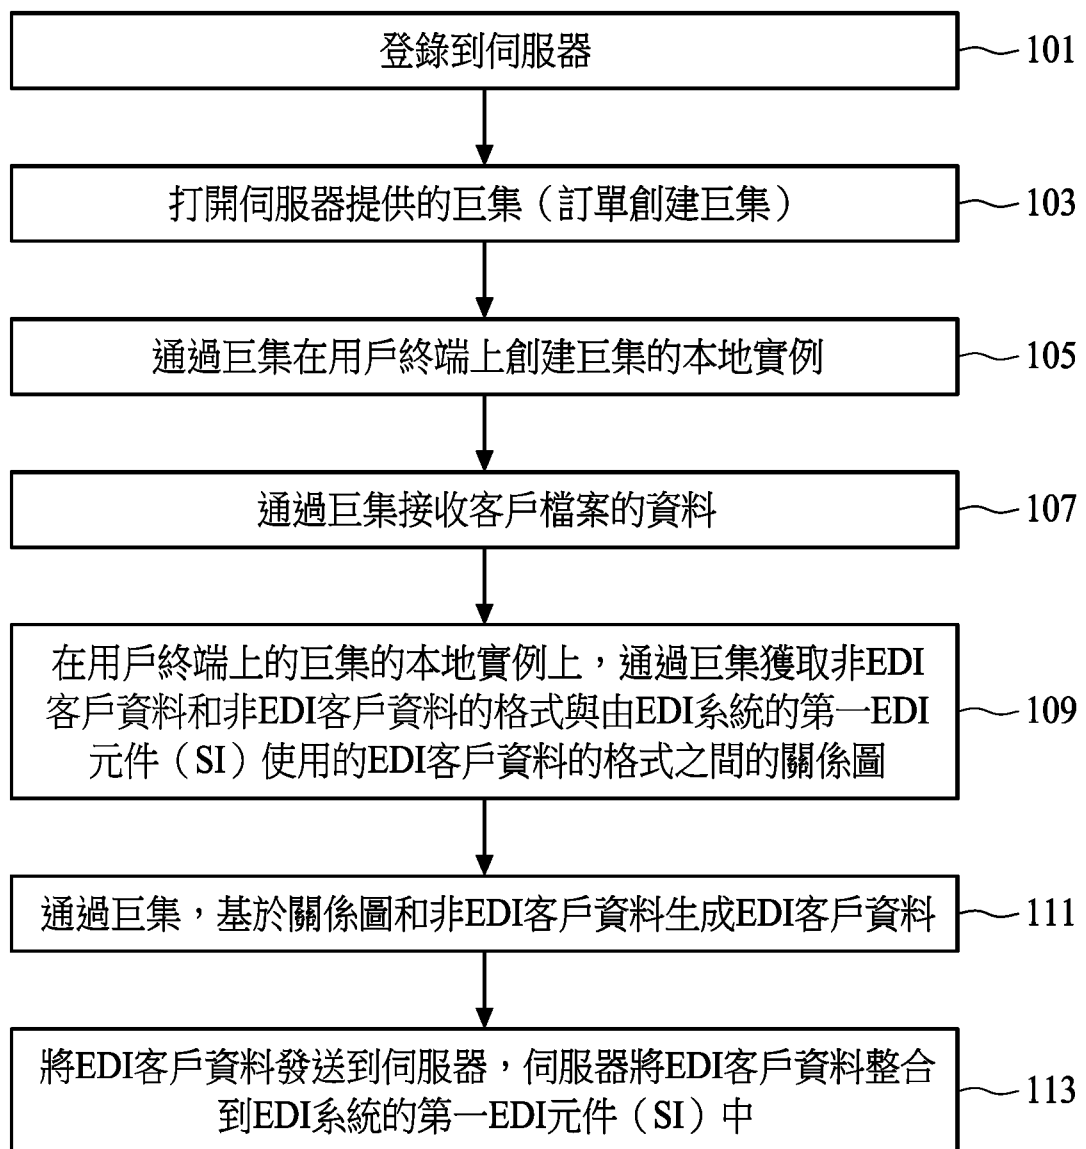 登錄到伺服器
101
打開伺服器提供的巨集（訂單創建巨集）
103
通過巨集在用戶終端上創建巨集的本地實例
105
通過巨集接收客戶檔案的資料
107
在用戶終端上的巨集的本地實例上，通過巨集獲取非EDI
客戶資料和非EDI客戶資料的格式與由EDI系統的第一EDI
元件（SI）使用的EDI客戶資料的格式之間的關係圖
109
通過巨集，基於關係圖和非EDI客戶資料生成EDI客戶資料
111
將EDI客戶資料發送到伺服器，伺服器將EDI客戶資料整合
到EDI系統的第一EDI元件（SI）中
113